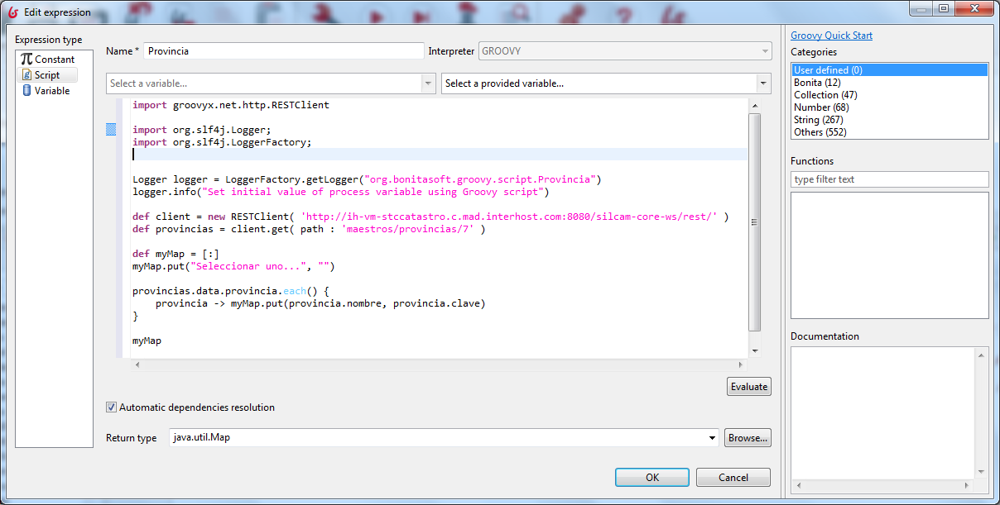 Edit expression
Expression type
Constant
Script
Variable
Name * Provincia Interpreter GROOVY
Select a variable... Select a provided variable...
import groovyx.net.http.RESTClient
import org.slf4j.Logger;
import org.slf4j.LoggerFactory;
Logger logger = LoggerFactory.getLogger("org.bonitasoft.groovy.script.Provincia")
logger.info("Set initial value of process variable using Groovy script")
def client = new RESTClient( 'http://ih-vm-stccatastro.c.mad.interhost.com:8080/silcam-core-ws/rest/' )
def provincias = client.get( path : 'maestros/provincias/7' )
def myMap = [:]
myMap.put("Seleccionar uno...", "")
provincias.data.provincia.each() {
    provincia -> myMap.put(provincia.nombre, provincia.clave)
}
myMap
Evaluate
Automatic dependencies resolution
Return type java.util.Map Browse...
OK Cancel
Groovy Quick Start
Categories
User defined (0)
Bonita (12)
Collection (47)
Number (68)
String (267)
Others (552)
Functions
type filter text
Documentation